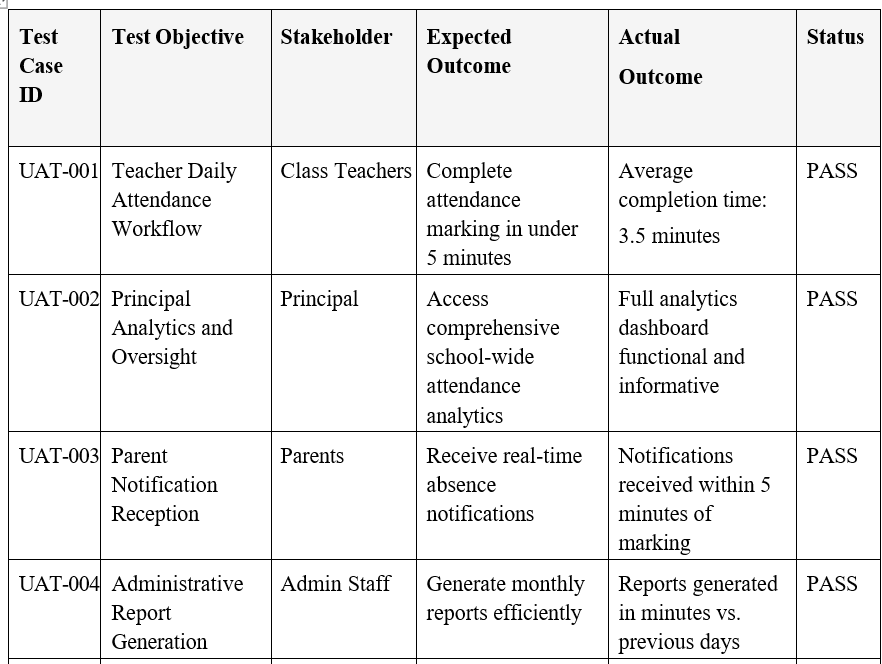 Test Case ID
Test Objective
Stakeholder
Expected Outcome
Actual Outcome
Status
UAT-001
Teacher Daily
Attendance
Workflow
Class Teachers
Complete
attendance
marking in under
5 minutes
Average
completion time:
3.5 minutes
PASS
UAT-002
Principal
Analytics and
Oversight
Principal
Access
comprehensive
school-wide
attendance
analytics
Full analytics
dashboard
functional and
informative
PASS
UAT-003
Parent
Notification
Reception
Parents
Receive real-time
absence
notifications
Notifications
received within 5
minutes of
marking
PASS
UAT-004
Administrative
Report
Generation
Admin Staff
Generate monthly
reports efficiently
Reports generated
in minutes vs.
previous days
PASS